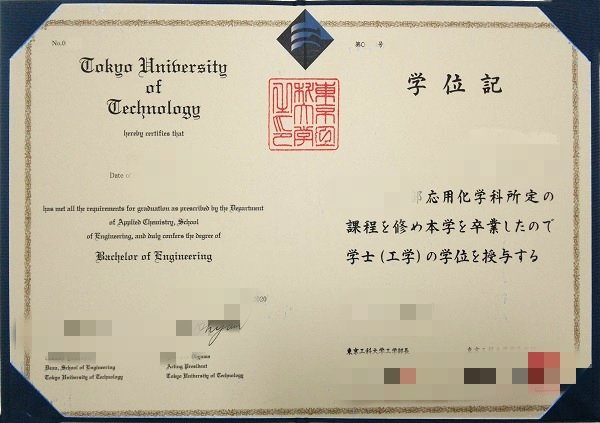 No.0
Tokyo University
of
Technology
hereby certifies that
Date
has met all the requirements for graduation as prescribed by the Department
of Applied Chemistry, School
of Engineering, and duly confers the degree of
Bachelor of Engineering
2020
Dean, School of Engineering
Tokyo University of Technology
Acting President
Tokyo University of Technology
第0 号
学位記
応用化学科所定の
課程を修め本学を卒業したので
学士(工学)の学位を授与する
東京工科大学工学部長